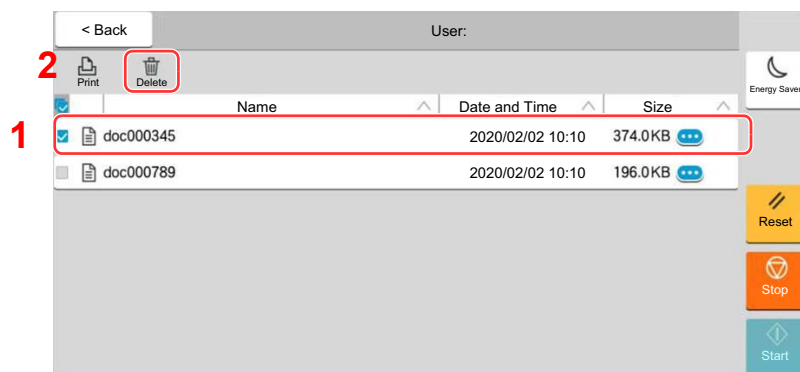 < Back
User:
2
Print
Delete
Energy Saver
Name
Date and Time
Size
1
doc000345
2020/02/02 10:10
374.0KB
doc000789
2020/02/02 10:10
196.0KB
Reset
Stop
Start